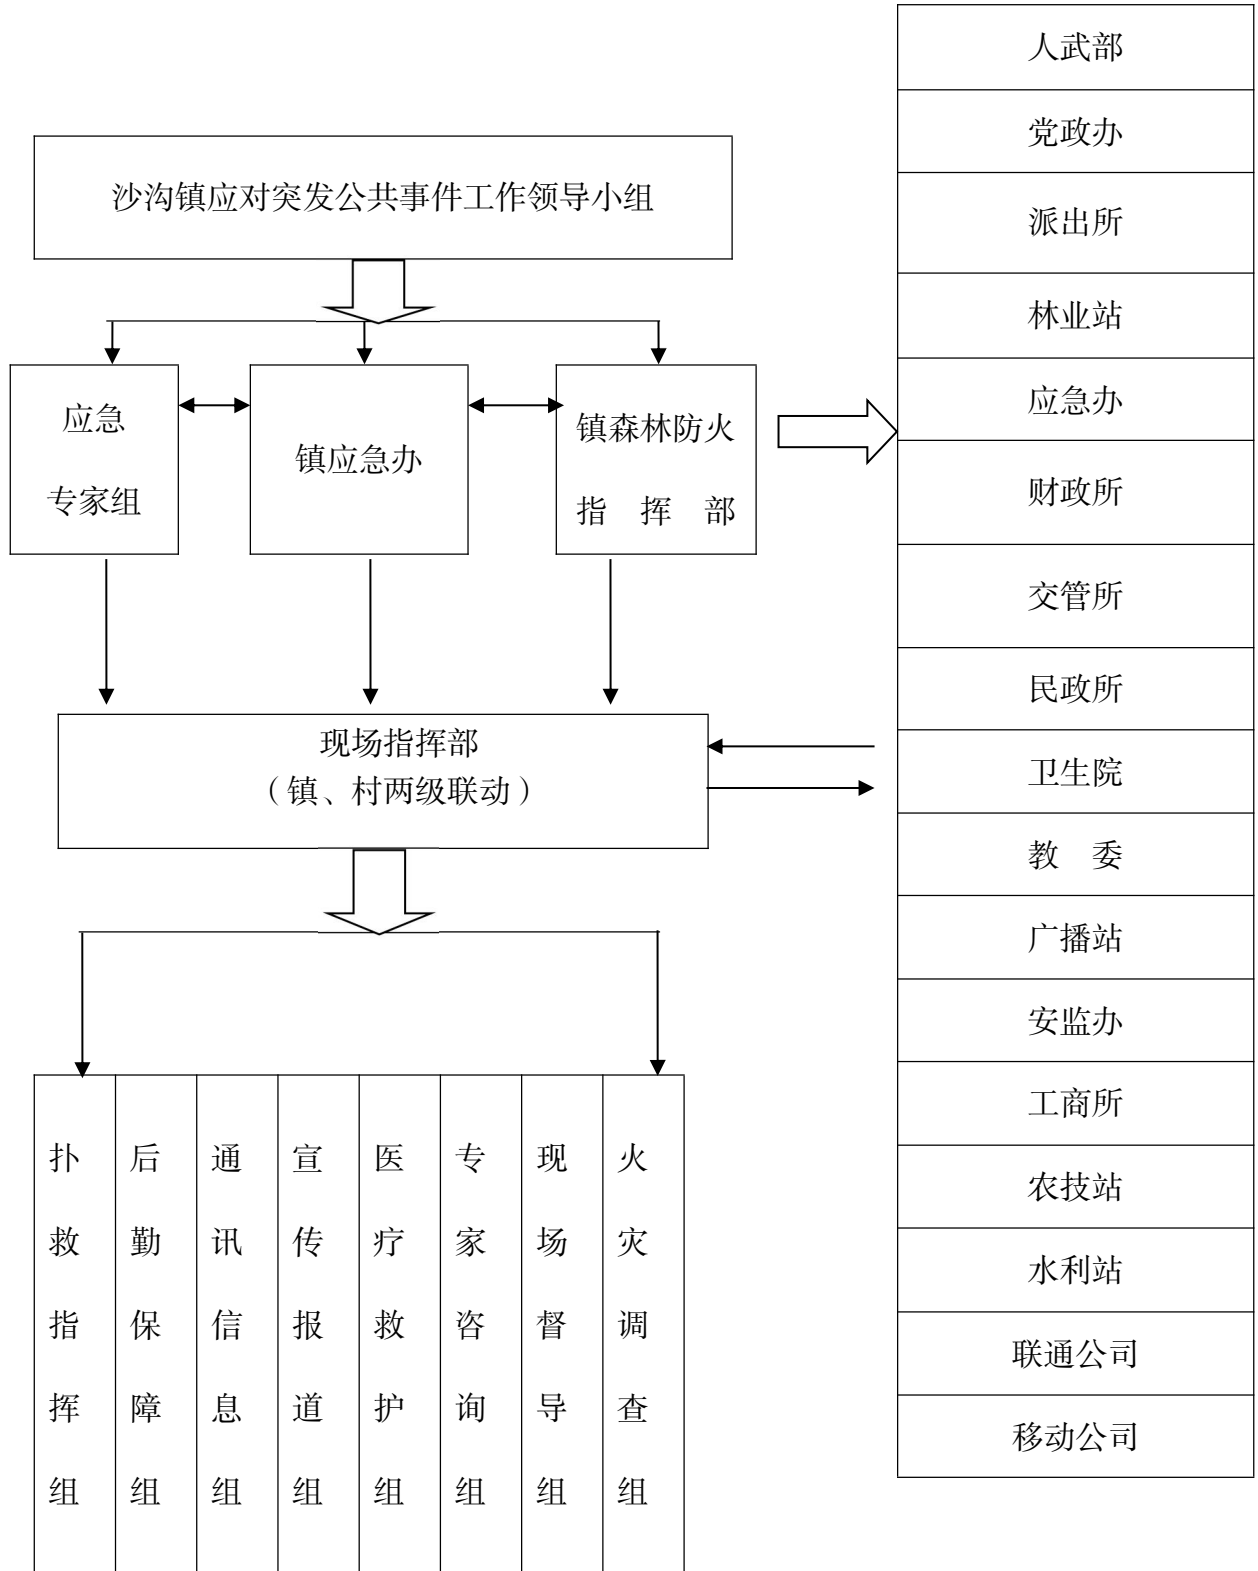 沙沟镇应对突发公共事件工作领导小组
应急
专家组
镇应急办
镇森林防火
指　挥　部
现场指挥部
（镇、村两级联动）
扑救指挥组
后勤保障组
通讯信息组
宣传报道组
医疗救护组
专家咨询组
现场督导组
火灾调查组
人武部
党政办
派出所
林业站
应急办
财政所
交管所
民政所
卫生院
教　委
广播站
安监办
工商所
农技站
水利站
联通公司
移动公司